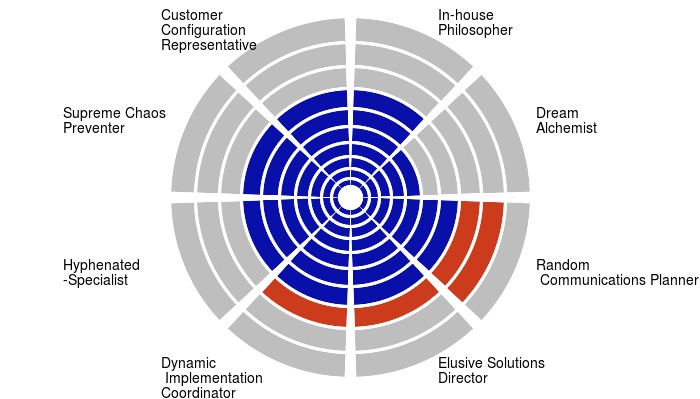 Customer
Configuration
Representative
In-house
Philosopher
Supreme Chaos
Preventer
Dream
Alchemist
Hyphenated
-Specialist
Random
Communications Planner
Dynamic
Implementation
Coordinator
Elusive Solutions
Director